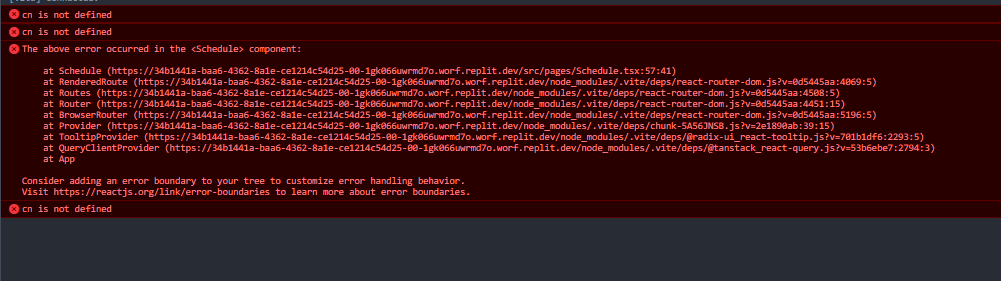 cn is not defined
cn is not defined
The above error occurred in the <Schedule> component:
at Schedule (https://34b1441a-baa6-4362-8a1e-ce1214c54d25-00-1gk066uwrmd7o.worf.replit.dev/src/pages/Schedule.tsx:57:41)
at RenderedRoute (https://34b1441a-baa6-4362-8a1e-ce1214c54d25-00-1gk066uwrmd7o.worf.replit.dev/node_modules/.vite/deps/react-router-dom.js?v=0d5445aa:4069:5)
at Routes (https://34b1441a-baa6-4362-8a1e-ce1214c54d25-00-1gk066uwrmd7o.worf.replit.dev/node_modules/.vite/deps/react-router-dom.js?v=0d5445aa:4508:5)
at Router (https://34b1441a-baa6-4362-8a1e-ce1214c54d25-00-1gk066uwrmd7o.worf.replit.dev/node_modules/.vite/deps/react-router-dom.js?v=0d5445aa:4451:15)
at BrowserRouter (https://34b1441a-baa6-4362-8a1e-ce1214c54d25-00-1gk066uwrmd7o.worf.replit.dev/node_modules/.vite/deps/react-router-dom.js?v=0d5445aa:5196:5)
at Provider (https://34b1441a-baa6-4362-8a1e-ce1214c54d25-00-1gk066uwrmd7o.worf.replit.dev/node_modules/.vite/deps/chunk-5A56JNSB.js?v=2e1890ab:39:15)
at TooltipProvider (https://34b1441a-baa6-4362-8a1e-ce1214c54d25-00-1gk066uwrmd7o.worf.replit.dev/node_modules/.vite/deps/@radix-ui_react-tooltip.js?v=701b1df6:2293:5)
at QueryClientProvider (https://34b1441a-baa6-4362-8a1e-ce1214c54d25-00-1gk066uwrmd7o.worf.replit.dev/node_modules/.vite/deps/@tanstack_react-query.js?v=53b6ebe7:2794:3)
at App
Consider adding an error boundary to your tree to customize error handling behavior.
Visit https://reactjs.org/link/error-boundaries to learn more about error boundaries.
cn is not defined